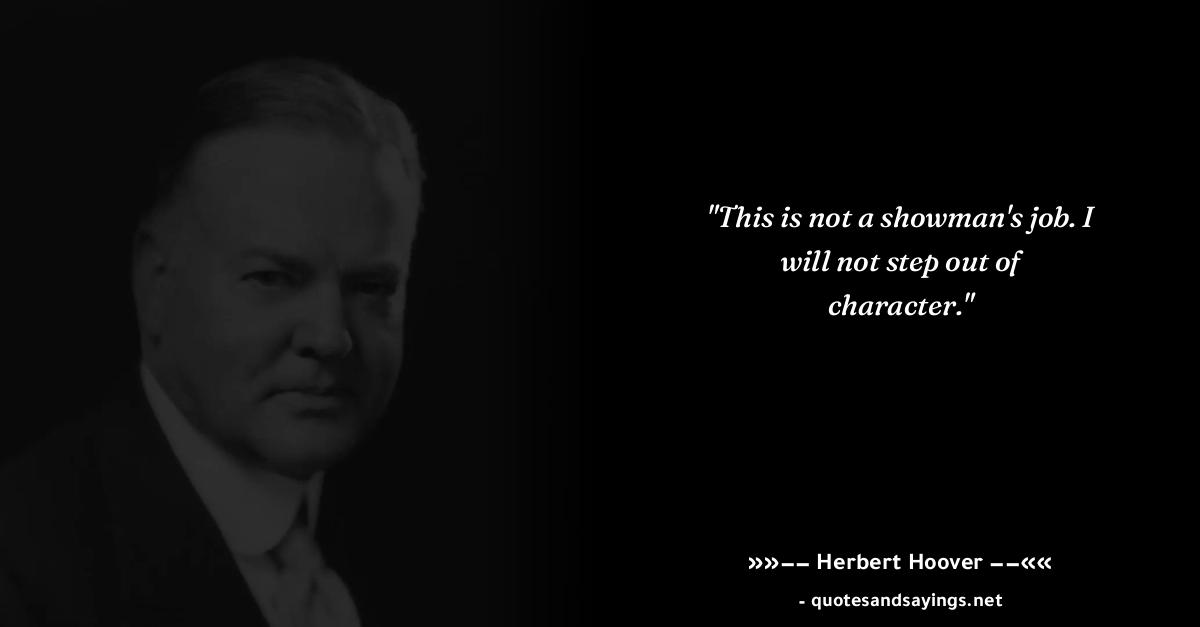 "This is not a showman's job. I
will not step out of
character."
»»–– Herbert Hoover ––««
- quotesandsayings.net